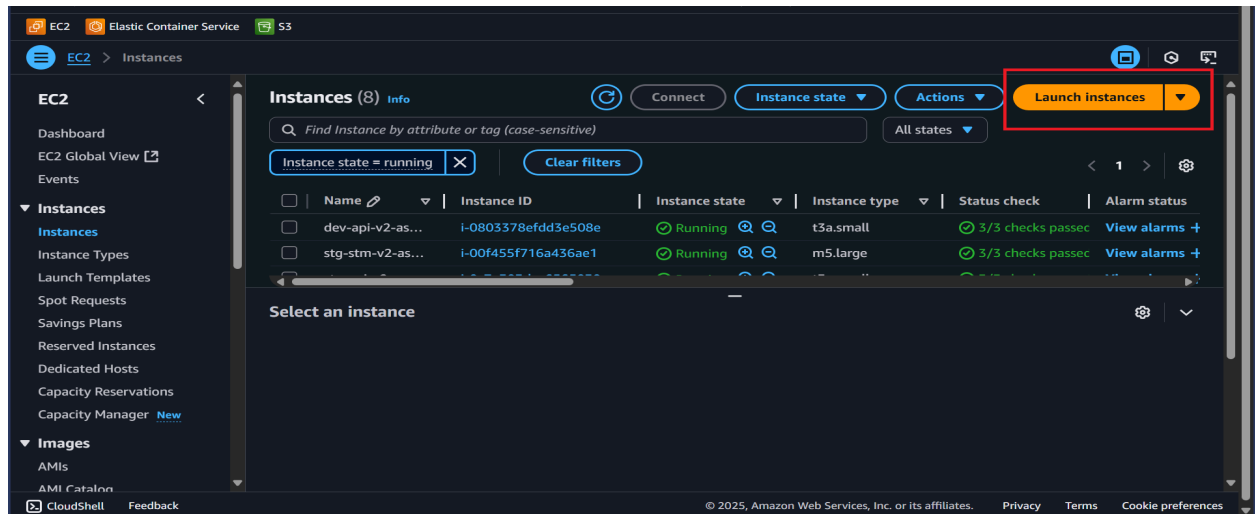 EC2 Elastic Container Service S3
EC2 > Instances
EC2
Dashboard
EC2 Global View
Events
Instances
Instances
Instance Types
Launch Templates
Spot Requests
Savings Plans
Reserved Instances
Dedicated Hosts
Capacity Reservations
Capacity Manager New
Images
AMIs
AMI Catalog
Instances (8) Info
Connect
Instance state
Actions
Launch instances
Find Instance by attribute or tag (case-sensitive)
All states
Instance state = running
Clear filters
1
Name Instance ID Instance state Instance type Status check Alarm status
dev-api-v2-as... i-0803378efdd3e508e Running t3a.small 3/3 checks passec View alarms +
stg-stm-v2-as... i-00f455f716a436ae1 Running m5.large 3/3 checks passec View alarms +
Select an instance
CloudShell Feedback © 2025, Amazon Web Services, Inc. or its affiliates. Privacy Terms Cookie preferences